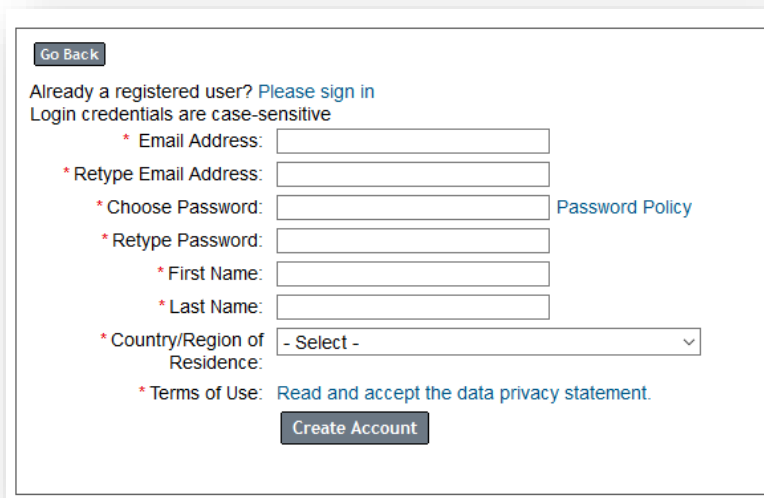 Go Back
Already a registered user? Please sign in
Login credentials are case-sensitive
* Email Address:
* Retype Email Address:
* Choose Password: Password Policy
* Retype Password:
* First Name:
* Last Name:
* Country/Region of
Residence: - Select -
* Terms of Use: Read and accept the data privacy statement.
Create Account